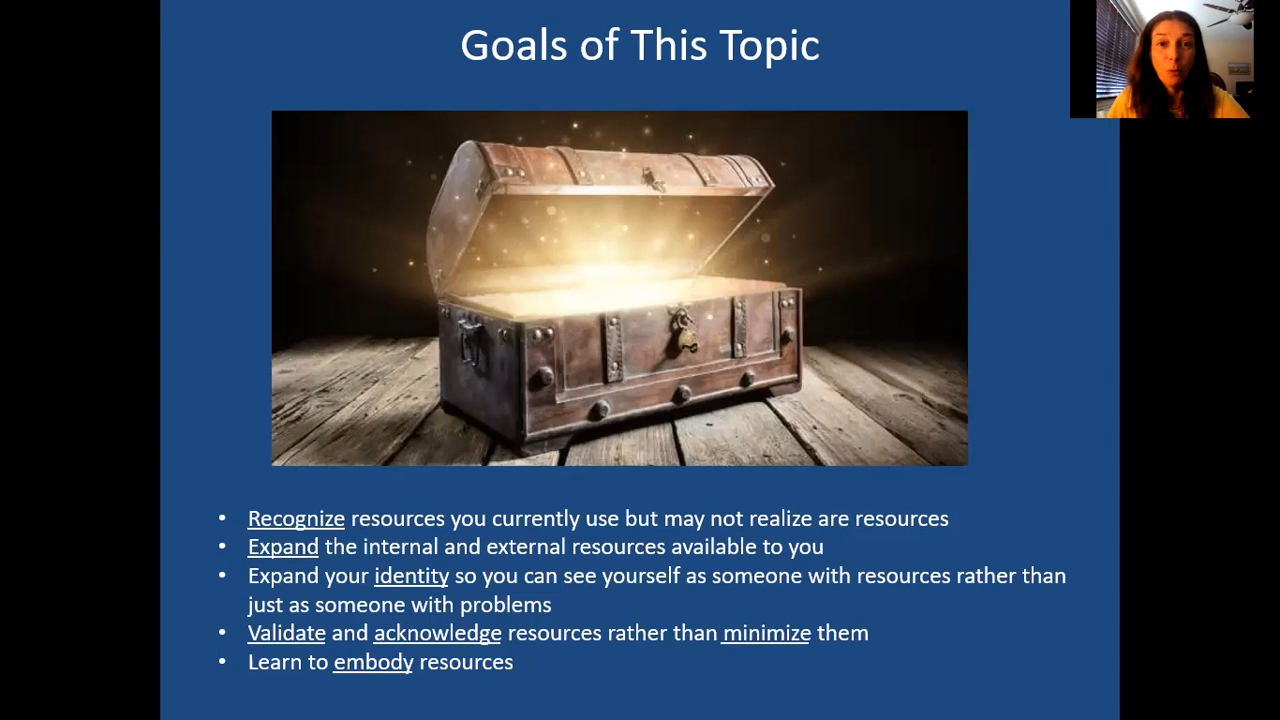 Goals of This Topic
• Recognize resources you currently use but may not realize are resources
• Expand the internal and external resources available to you
• Expand your identity so you can see yourself as someone with resources rather than
just as someone with problems
• Validate and acknowledge resources rather than minimize them
• Learn to embody resources